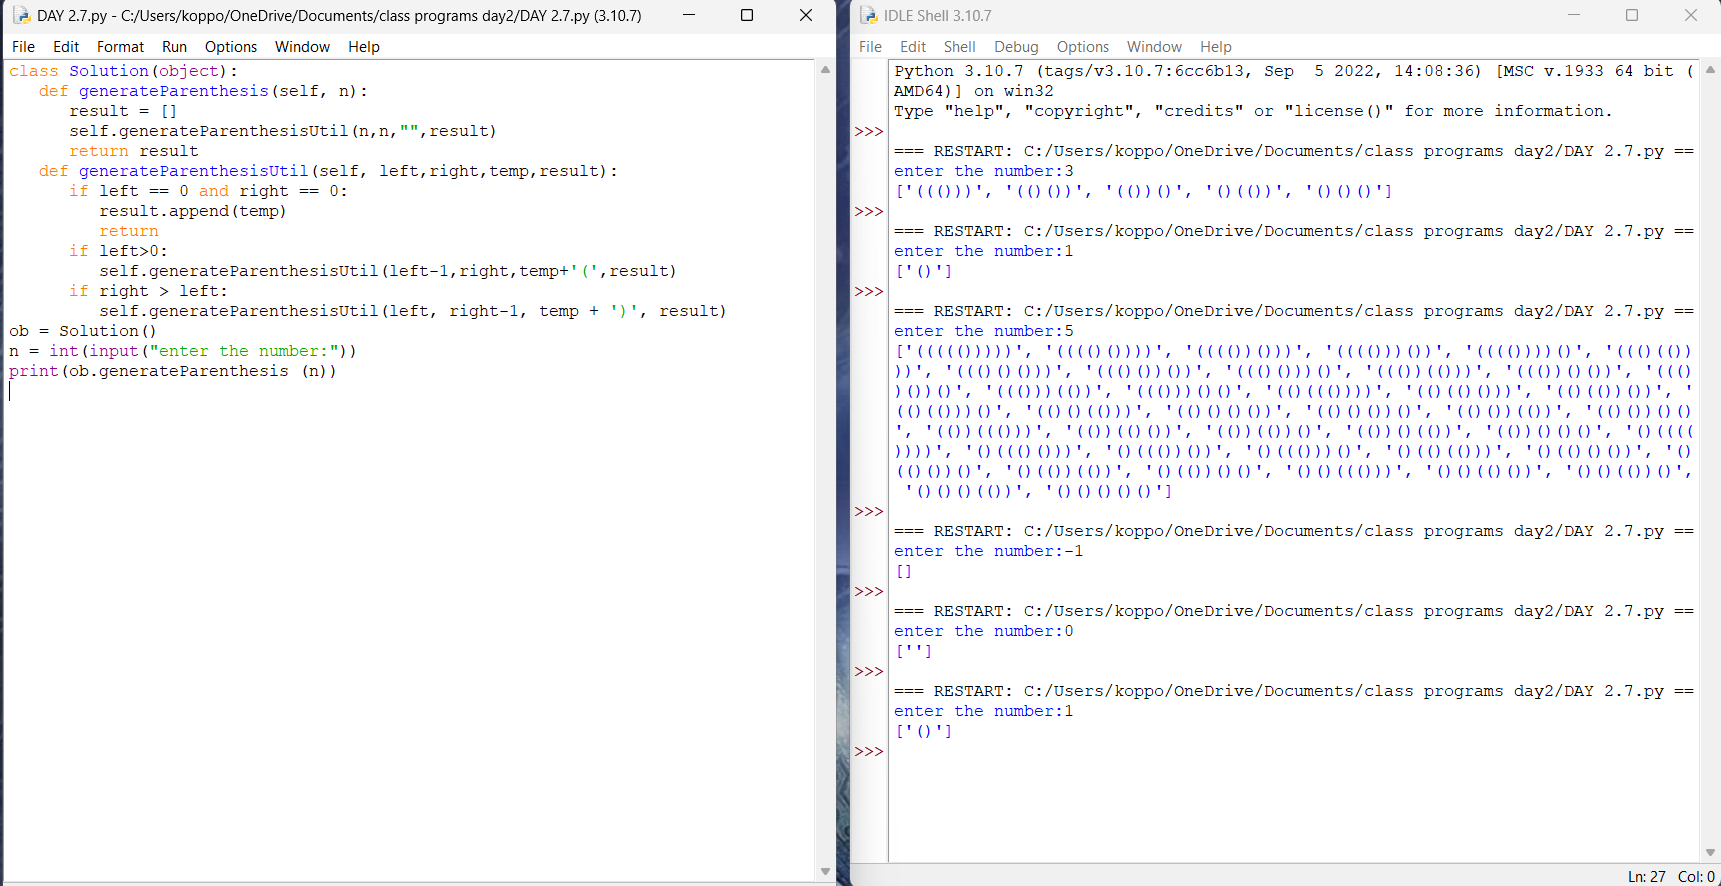 DAY 2.7.py - C:/Users/koppo/OneDrive/Documents/class programs day2/DAY 2.7.py (3.10.7)
File Edit Format Run Options Window Help
class Solution(object):
   def generateParenthesis(self, n):
      result = []
      self.generateParenthesisUtil(n,n,"",result)
      return result
   def generateParenthesisUtil(self, left,right,temp,result):
      if left == 0 and right == 0:
         result.append(temp)
         return
      if left>0:
         self.generateParenthesisUtil(left-1,right,temp+'(',result)
      if right > left:
         self.generateParenthesisUtil(left, right-1, temp + ')', result)
ob = Solution()
n = int(input("enter the number:"))
print(ob.generateParenthesis (n))
IDLE Shell 3.10.7
File Edit Shell Debug Options Window Help
Python 3.10.7 (tags/v3.10.7:6cc6b13, Sep  5 2022, 14:08:36) [MSC v.1933 64 bit (
AMD64)] on win32
Type "help", "copyright", "credits" or "license()" for more information.
>>>
=== RESTART: C:/Users/koppo/OneDrive/Documents/class programs day2/DAY 2.7.py ==
enter the number:3
['((()))', '(()())', '(())()', '()(())', '()()()']
>>>
=== RESTART: C:/Users/koppo/OneDrive/Documents/class programs day2/DAY 2.7.py ==
enter the number:1
['()']
>>>
=== RESTART: C:/Users/koppo/OneDrive/Documents/class programs day2/DAY 2.7.py ==
enter the number:5
['((((()))))', '(((()())))', '(((())()))', '(((()))())', '(((())))()', '((()(())
))', '((()()()))', '((()())())', '((()()))()', '((())(()))', '((())()())', '((()
)())()', '((()))(())', '((()))()()', '(()((())))', '(()(()()))', '(()(())())', '
(()(()))()', '(()()(()))', '(()()()())', '(()()())()', '(()())(())', '(()())()()
', '(())((()))', '(())(()())', '(())(())()', '(())()(())', '(())()()()', '()((((
))))', '()((()()))', '()((())())', '()((()))()', '()(()(()))', '()(()()())', '()
(()())()', '()(())(())', '()(())()()', '()()((()))', '()()(()())', '()()(())()',
 '()()()(())', '()()()()()']
>>>
=== RESTART: C:/Users/koppo/OneDrive/Documents/class programs day2/DAY 2.7.py ==
enter the number:-1
[]
>>>
=== RESTART: C:/Users/koppo/OneDrive/Documents/class programs day2/DAY 2.7.py ==
enter the number:0
['']
>>>
=== RESTART: C:/Users/koppo/OneDrive/Documents/class programs day2/DAY 2.7.py ==
enter the number:1
['()']
>>>
Ln: 27 Col: 0